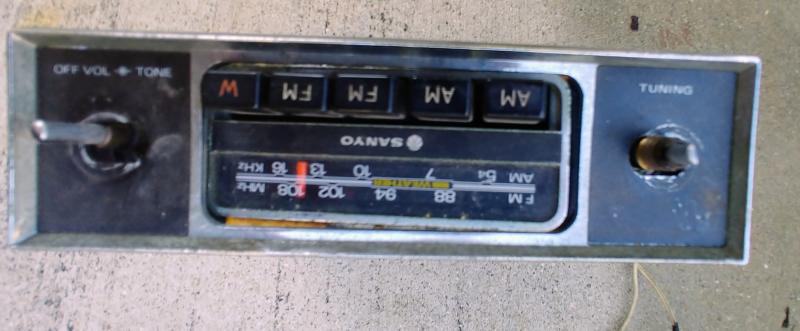 OFF VOL TONE
TUNING
FM 88 94 102 108 MHz
WEATHER
AM 54 7 10 13 16 KHz
SANYO
AM AM FM FM W